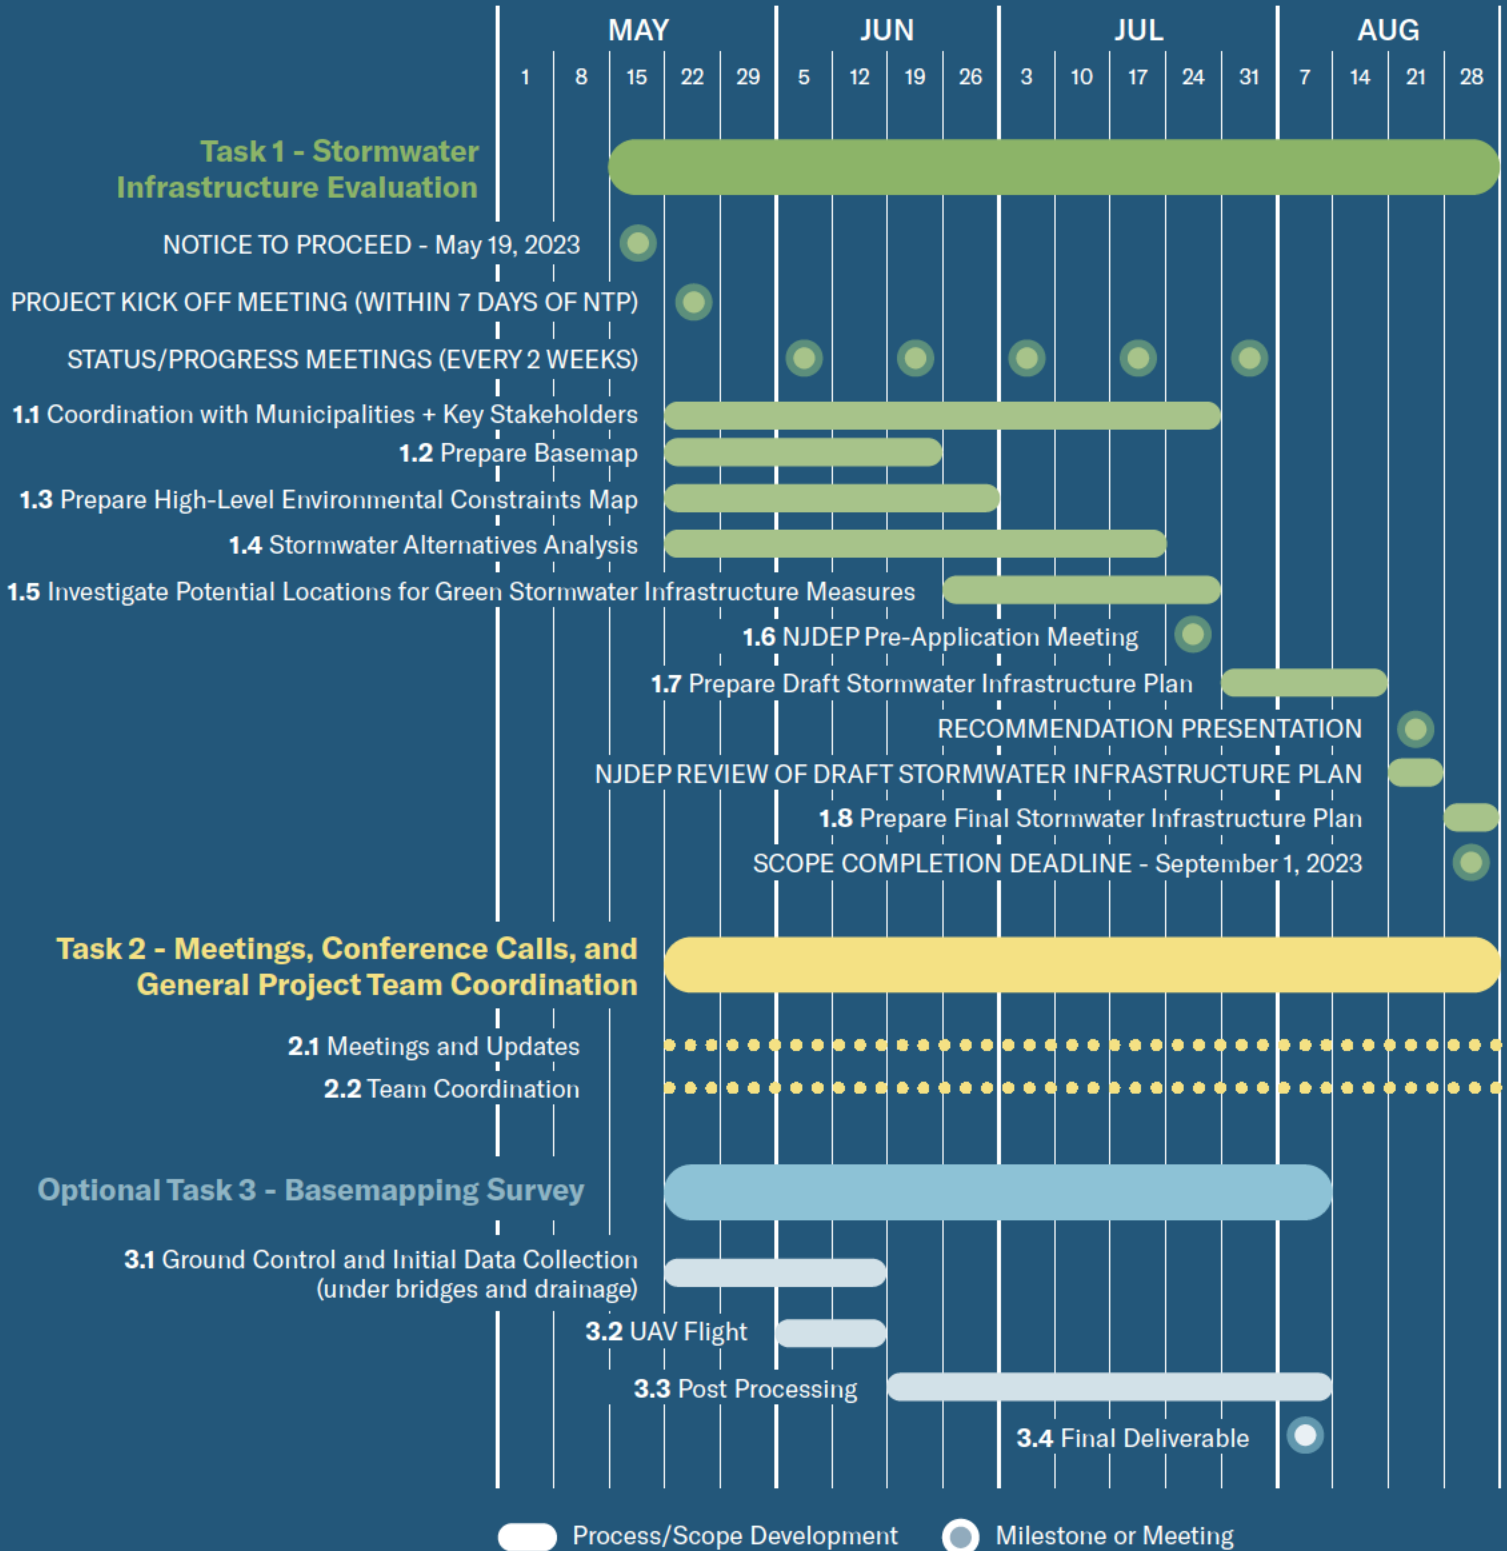 MAY JUN JUL AUG
1 8 15 22 29 5 12 19 26 3 10 17 24 31 7 14 21 28
Task 1 - Stormwater
Infrastructure Evaluation
NOTICE TO PROCEED - May 19, 2023
PROJECT KICK OFF MEETING (WITHIN 7 DAYS OF NTP)
STATUS/PROGRESS MEETINGS (EVERY 2 WEEKS)
1.1 Coordination with Municipalities + Key Stakeholders
1.2 Prepare Basemap
1.3 Prepare High-Level Environmental Constraints Map
1.4 Stormwater Alternatives Analysis
1.5 Investigate Potential Locations for Green Stormwater Infrastructure Measures
1.6 NJDEP Pre-Application Meeting
1.7 Prepare Draft Stormwater Infrastructure Plan
RECOMMENDATION PRESENTATION
NJDEP REVIEW OF DRAFT STORMWATER INFRASTRUCTURE PLAN
1.8 Prepare Final Stormwater Infrastructure Plan
SCOPE COMPLETION DEADLINE - September 1, 2023
Task 2 - Meetings, Conference Calls, and
General Project Team Coordination
2.1 Meetings and Updates
2.2 Team Coordination
Optional Task 3 - Basemapping Survey
3.1 Ground Control and Initial Data Collection
(under bridges and drainage)
3.2 UAV Flight
3.3 Post Processing
3.4 Final Deliverable
Process/Scope Development Milestone or Meeting